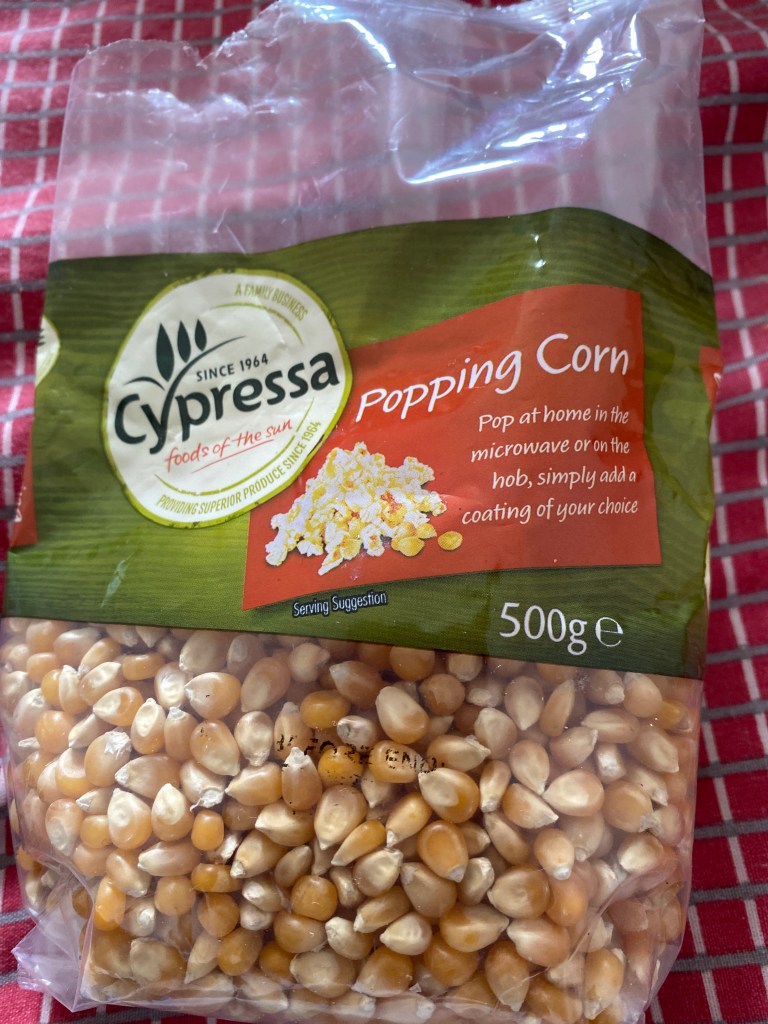 A FAMILY BUSINESS
SINCE 1964
Cypressa
foods of the sun
PROVIDING SUPERIOR PRODUCE SINCE 1964
Popping Corn
Pop at home in the
microwave or on the
hob, simply add a
coating of your choice
Serving Suggestion
500g ℮